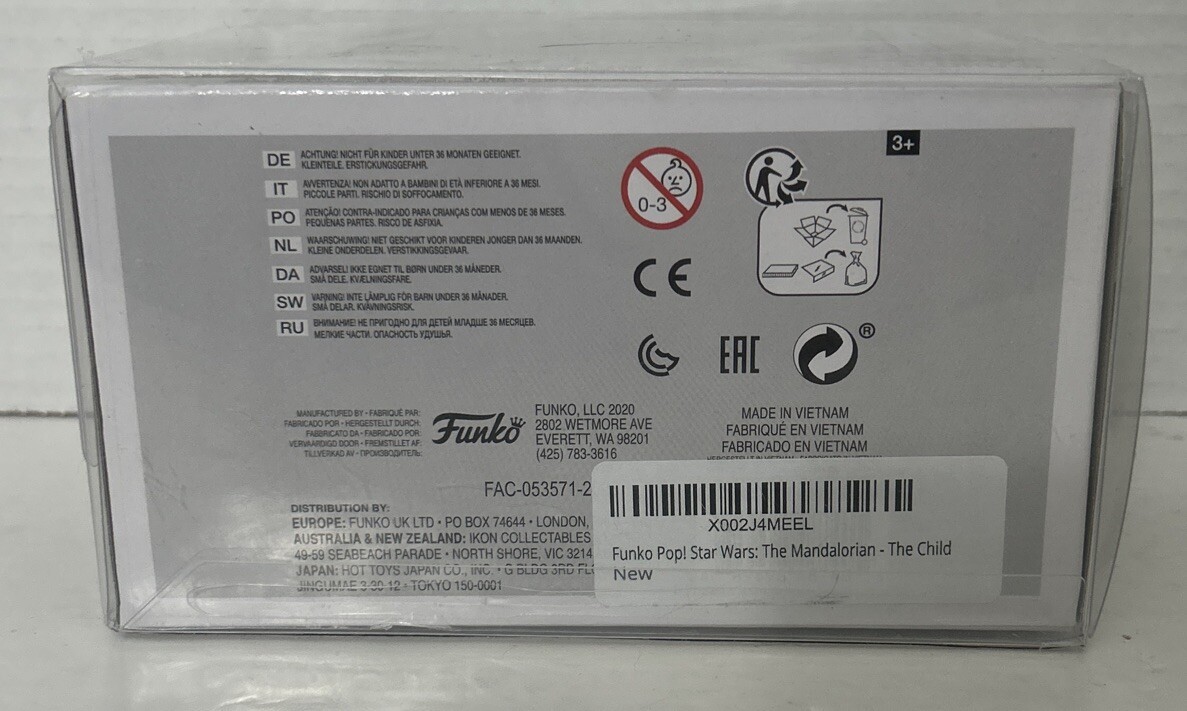 3+
DE ACHTUNG! NICHT FÜR KINDER UNTER 36 MONATEN GEEIGNET.
KLEINTEILE. ERSTICKUNGSGEFAHR.
IT AVVERTENZA! NON ADATTO A BAMBINI DI ETÀ INFERIORE A 36 MESI.
PICCOLE PARTI. RISCHIO DI SOFFOCAMENTO.
PO ATENÇÃO! CONTRA-INDICADO PARA CRIANÇAS COM MENOS DE 36 MESES.
PEQUENAS PARTES. RISCO DE ASFIXIA.
NL WAARSCHUWING! NIET GESCHIKT VOOR KINDEREN JONGER DAN 36 MAANDEN.
KLEINE ONDERDELEN. VERSTIKKINGSGEVAAR.
DA ADVARSEL! IKKE EGNET TIL BØRN UNDER 36 MÅNEDER.
SMÅ DELE. KVÆLNINGSFARE.
SW VARNING! INTE LÄMPLIG FÖR BARN UNDER 36 MÅNADER.
SMÅ DELAR. KVÄVNINGSRISK.
RU ВНИМАНИЕ! НЕ ПРИГОДНО ДЛЯ ДЕТЕЙ МЛАДШЕ 36 МЕСЯЦЕВ.
МЕЛКИЕ ЧАСТИ. ОПАСНОСТЬ УДУШЬЯ.
0-3
CE
EAC
®
MANUFACTURED BY • FABRIQUÉ PAR:
FABRICADO POR • HERGESTELLT DURCH:
FABBRICATO DA • FABRICADO POR:
VERVAARDIGD DOOR • FREMSTILLET AF:
TILLVERKAD AV • ПРОИЗВОДИТЕЛЬ:
Funko
FUNKO, LLC 2020
2802 WETMORE AVE
EVERETT, WA 98201
(425) 783-3616
MADE IN VIETNAM
FABRIQUÉ EN VIETNAM
FABRICADO EN VIETNAM
FAC-053571-2
DISTRIBUTION BY:
EUROPE: FUNKO UK LTD • PO BOX 74644 • LONDON,
AUSTRALIA & NEW ZEALAND: IKON COLLECTABLES
49-59 SEABEACH PARADE • NORTH SHORE, VIC 3214
JAPAN: HOT TOYS JAPAN CO., INC. • G BLDG 3RD
JINGUMAE 3-30-12 • TOKYO 150-0001
X002J4MEEL
Funko Pop! Star Wars: The Mandalorian - The Child
New